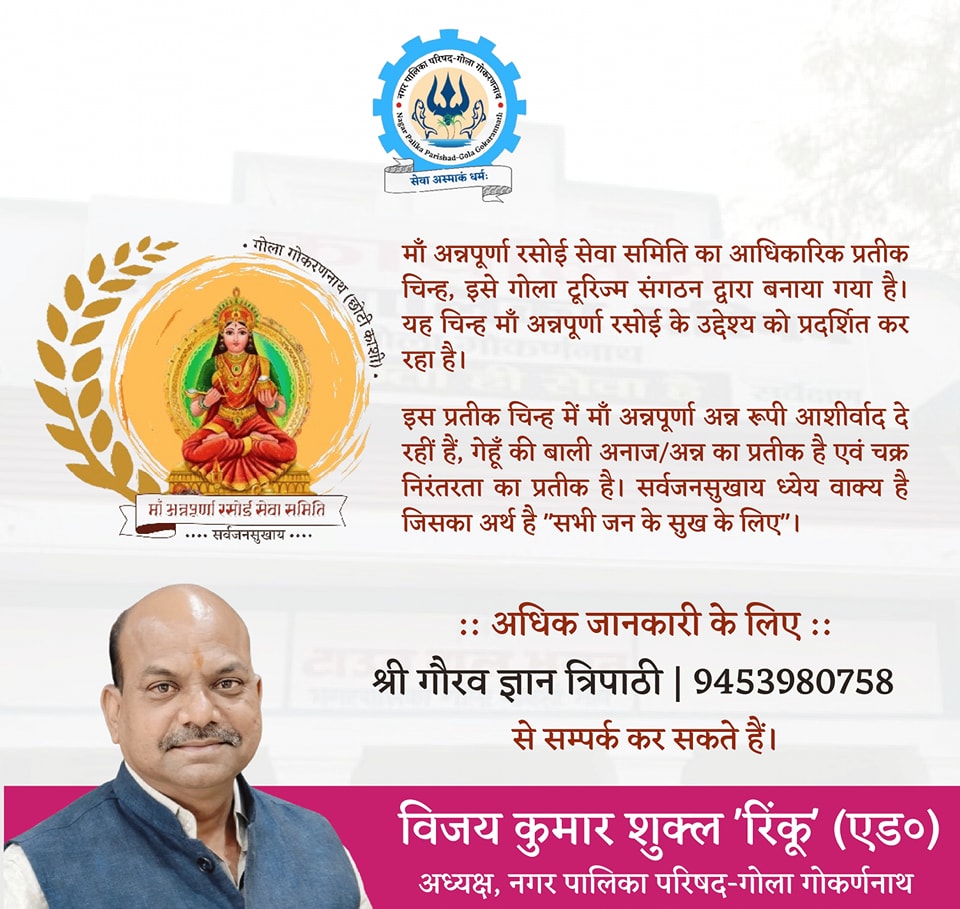 नगर पालिका परिषद-गोला गोकरणनाथ
Nagar Palika Parishad-Gola Gokarannath
सेवा अस्माकं धर्मः
• गोला गोकरणनाथ (छोटी काशी) •
माँ अन्नपूर्णा रसोई सेवा समिति
•••• सर्वजनसुखाय ••••
माँ अन्नपूर्णा रसोई सेवा समिति का आधिकारिक प्रतीक
चिन्ह, इसे गोला टूरिज्म संगठन द्वारा बनाया गया है।
यह चिन्ह माँ अन्नपूर्णा रसोई के उद्देश्य को प्रदर्शित कर
रहा है।
इस प्रतीक चिन्ह में माँ अन्नपूर्णा अन्न रूपी आशीर्वाद दे
रहीं हैं, गेहूँ की बाली अनाज/अन्न का प्रतीक है एवं चक्र
निरंतरता का प्रतीक है। सर्वजनसुखाय ध्येय वाक्य है
जिसका अर्थ है "सभी जन के सुख के लिए"।
:: अधिक जानकारी के लिए ::
श्री गौरव ज्ञान त्रिपाठी | 9453980758
से सम्पर्क कर सकते हैं।
विजय कुमार शुक्ल 'रिंकू' (एड०)
अध्यक्ष, नगर पालिका परिषद-गोला गोकर्णनाथ